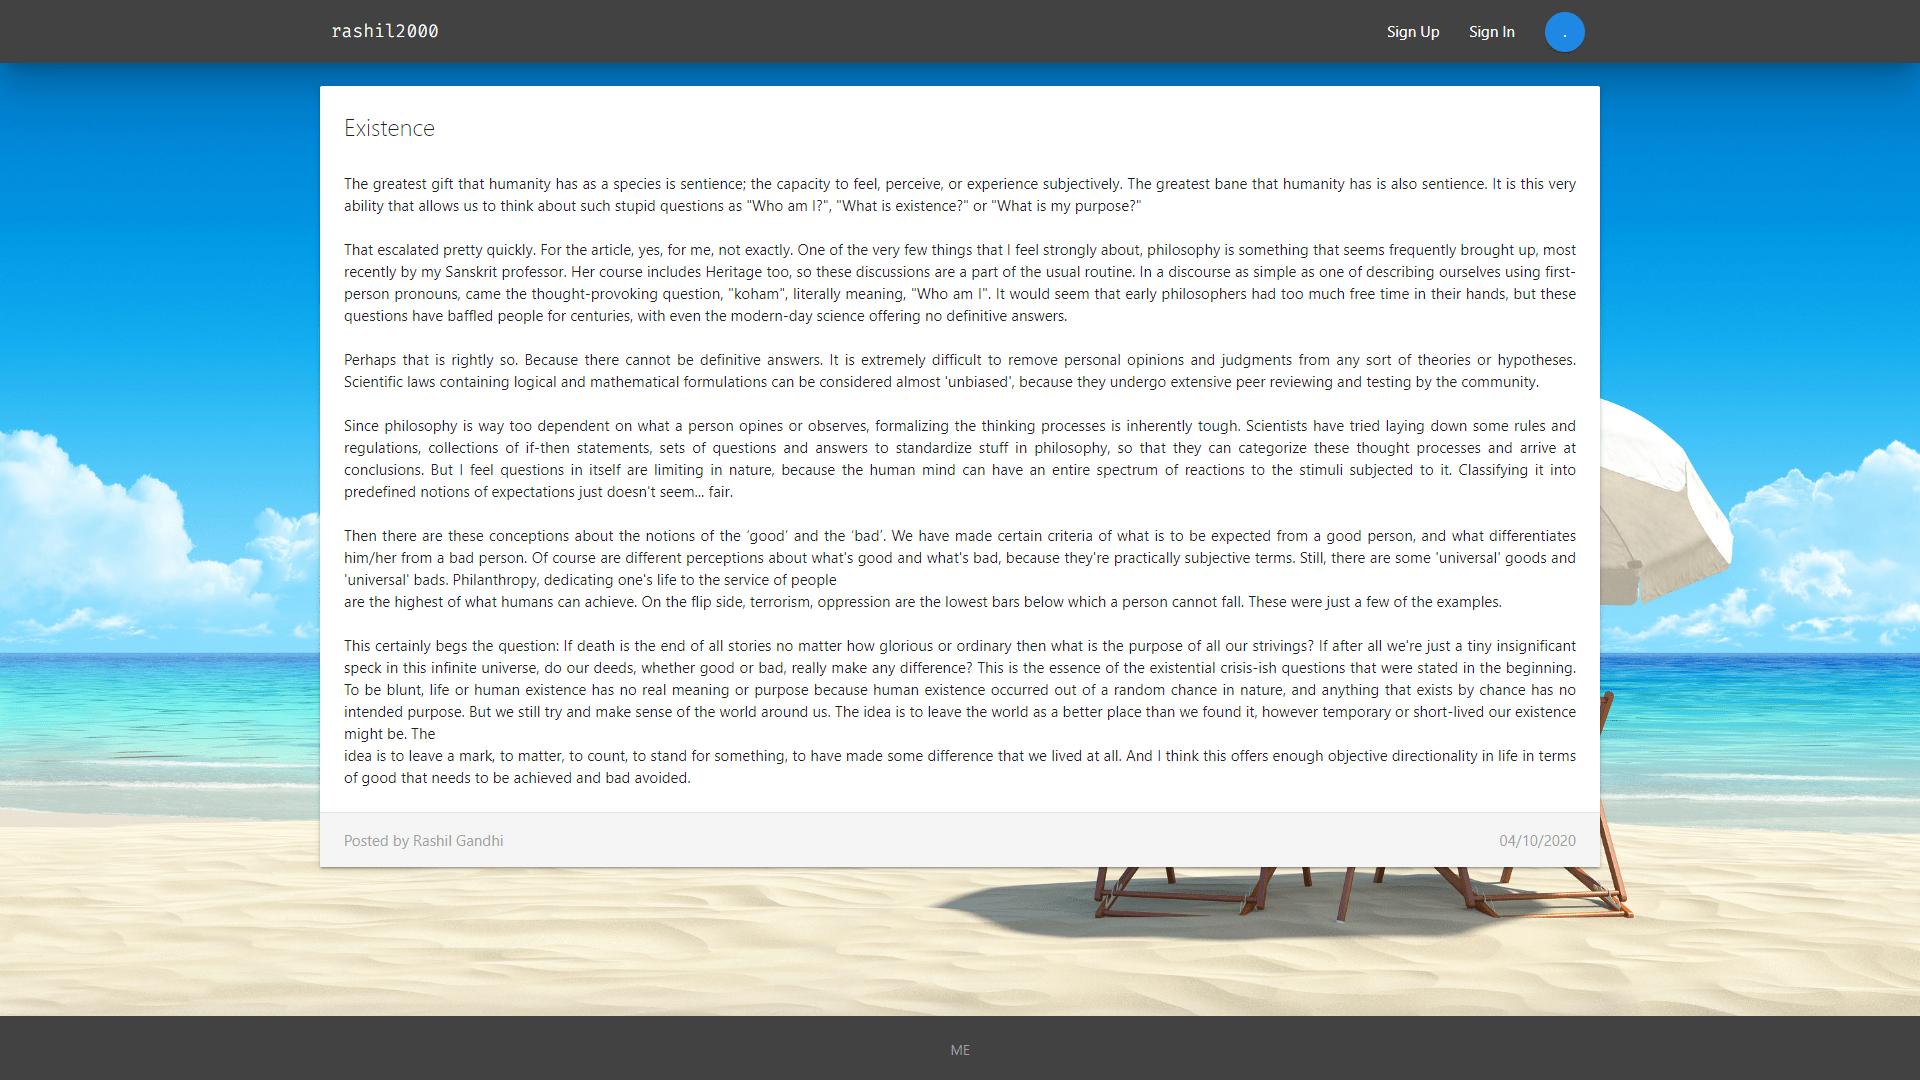 rashil2000
Sign Up
Sign In
.
Existence
The greatest gift that humanity has as a species is sentience; the capacity to feel, perceive, or experience subjectively. The greatest bane that humanity has is also sentience. It is this very
ability that allows us to think about such stupid questions as "Who am I?", "What is existence?" or "What is my purpose?"
That escalated pretty quickly. For the article, yes, for me, not exactly. One of the very few things that I feel strongly about, philosophy is something that seems frequently brought up, most
recently by my Sanskrit professor. Her course includes Heritage too, so these discussions are a part of the usual routine. In a discourse as simple as one of describing ourselves using first-
person pronouns, came the thought-provoking question, "koham", literally meaning, "Who am I". It would seem that early philosophers had too much free time in their hands, but these
questions have baffled people for centuries, with even the modern-day science offering no definitive answers.
Perhaps that is rightly so. Because there cannot be definitive answers. It is extremely difficult to remove personal opinions and judgments from any sort of theories or hypotheses.
Scientific laws containing logical and mathematical formulations can be considered almost 'unbiased', because they undergo extensive peer reviewing and testing by the community.
Since philosophy is way too dependent on what a person opines or observes, formalizing the thinking processes is inherently tough. Scientists have tried laying down some rules and
regulations, collections of if-then statements, sets of questions and answers to standardize stuff in philosophy, so that they can categorize these thought processes and arrive at
conclusions. But I feel questions in itself are limiting in nature, because the human mind can have an entire spectrum of reactions to the stimuli subjected to it. Classifying it into
predefined notions of expectations just doesn't seem... fair.
Then there are these conceptions about the notions of the ‘good’ and the ‘bad’. We have made certain criteria of what is to be expected from a good person, and what differentiates
him/her from a bad person. Of course are different perceptions about what's good and what's bad, because they're practically subjective terms. Still, there are some 'universal' goods and
'universal' bads. Philanthropy, dedicating one's life to the service of people
are the highest of what humans can achieve. On the flip side, terrorism, oppression are the lowest bars below which a person cannot fall. These were just a few of the examples.
This certainly begs the question: If death is the end of all stories no matter how glorious or ordinary then what is the purpose of all our strivings? If after all we're just a tiny insignificant
speck in this infinite universe, do our deeds, whether good or bad, really make any difference? This is the essence of the existential crisis-ish questions that were stated in the beginning.
To be blunt, life or human existence has no real meaning or purpose because human existence occurred out of a random chance in nature, and anything that exists by chance has no
intended purpose. But we still try and make sense of the world around us. The idea is to leave the world as a better place than we found it, however temporary or short-lived our existence
might be. The
idea is to leave a mark, to matter, to count, to stand for something, to have made some difference that we lived at all. And I think this offers enough objective directionality in life in terms
of good that needs to be achieved and bad avoided.
Posted by Rashil Gandhi
04/10/2020
ME